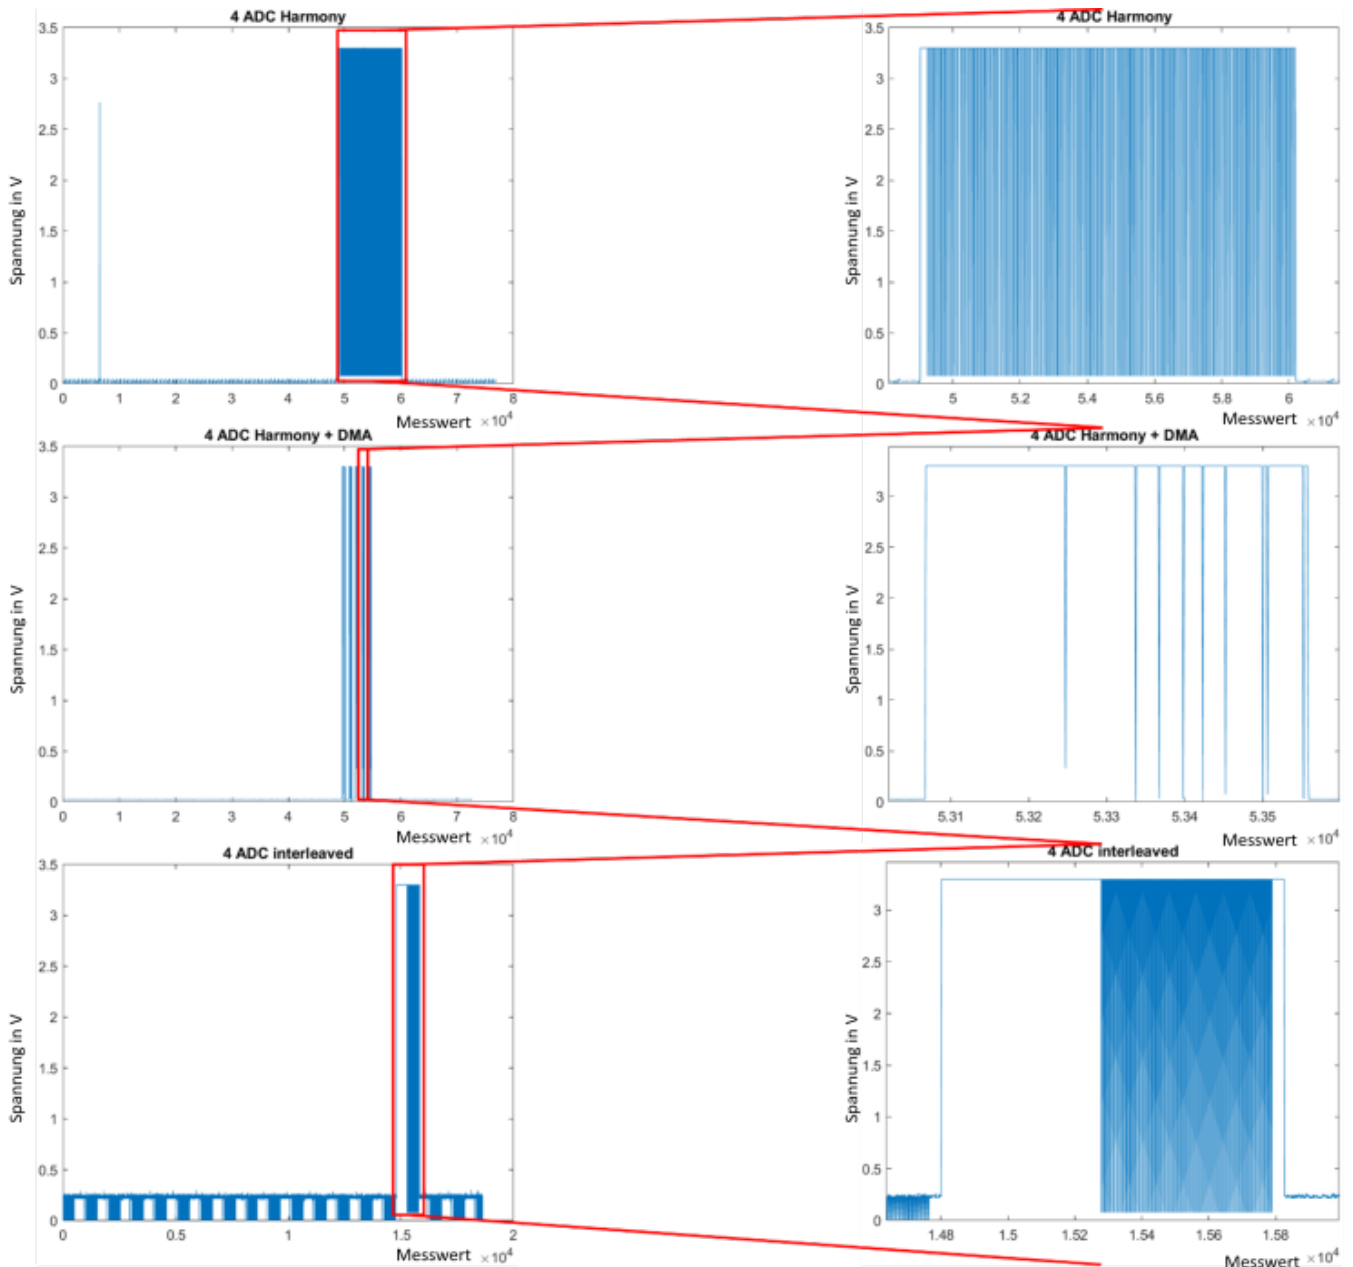 4 ADC Harmony
3.5
3
2.5
2
1.5
1
0.5
0
Spannung in V
0 1 2 3 4 5 6 7 8
Messwert ×10⁴
4 ADC Harmony
3
2.5
2
1.5
1
0.5
0
Spannung in V
5 5.2 5.4 5.6 5.8 6
Messwert ×10⁴
4 ADC Harmony + DMA
3.5
3
2.5
2
1.5
1
0.5
0
Spannung in V
0 1 2 3 4 5 6 7 8
Messwert ×10⁴
4 ADC Harmony + DMA
3
2.5
2
1.5
1
0.5
0
Spannung in V
5.31 5.32 5.33 5.34 5.35
Messwert ×10⁴
4 ADC interleaved
3.5
3
2.5
2
1.5
1
0.5
0
Spannung in V
0 0.5 1 1.5 2
Messwert ×10⁴
4 ADC interleaved
3
2.5
2
1.5
1
0.5
0
Spannung in V
1.48 1.5 1.52 1.54 1.56 1.58
Messwert ×10⁴